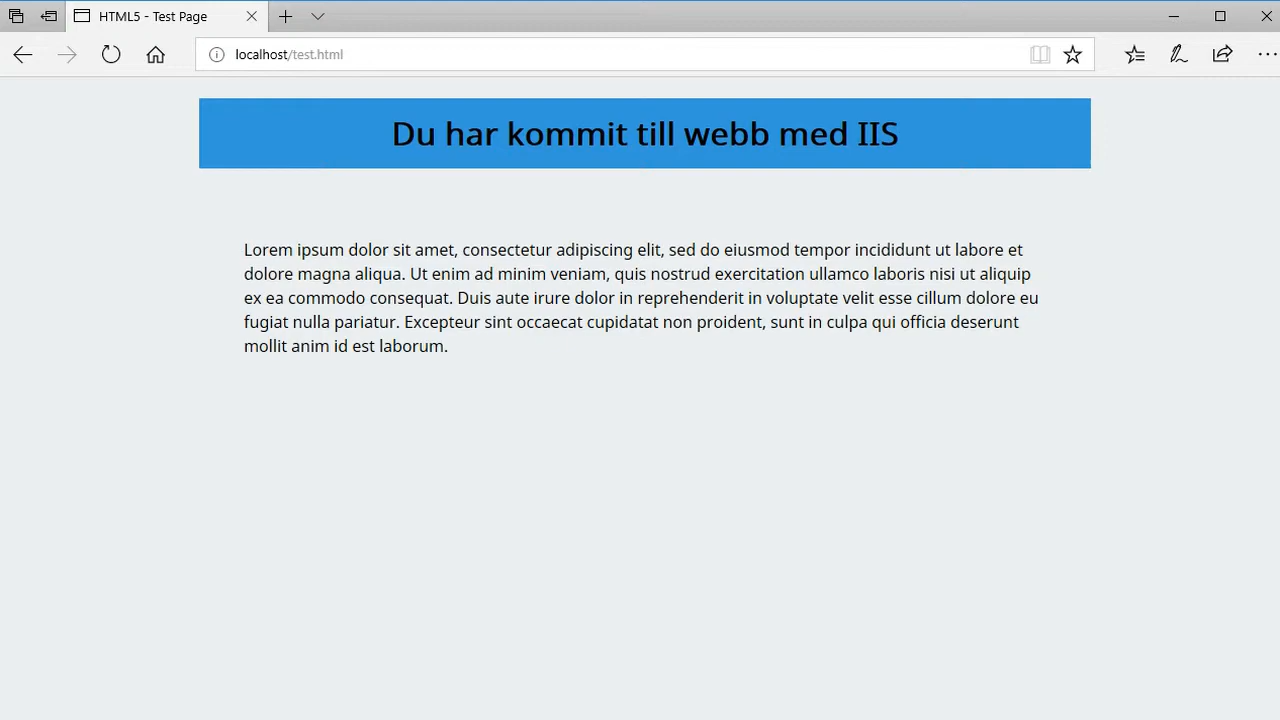 HTML5 - Test Page
localhost/test.html
Du har kommit till webb med IIS
Lorem ipsum dolor sit amet, consectetur adipiscing elit, sed do eiusmod tempor incididunt ut labore et
dolore magna aliqua. Ut enim ad minim veniam, quis nostrud exercitation ullamco laboris nisi ut aliquip
ex ea commodo consequat. Duis aute irure dolor in reprehenderit in voluptate velit esse cillum dolore eu
fugiat nulla pariatur. Excepteur sint occaecat cupidatat non proident, sunt in culpa qui officia deserunt
mollit anim id est laborum.